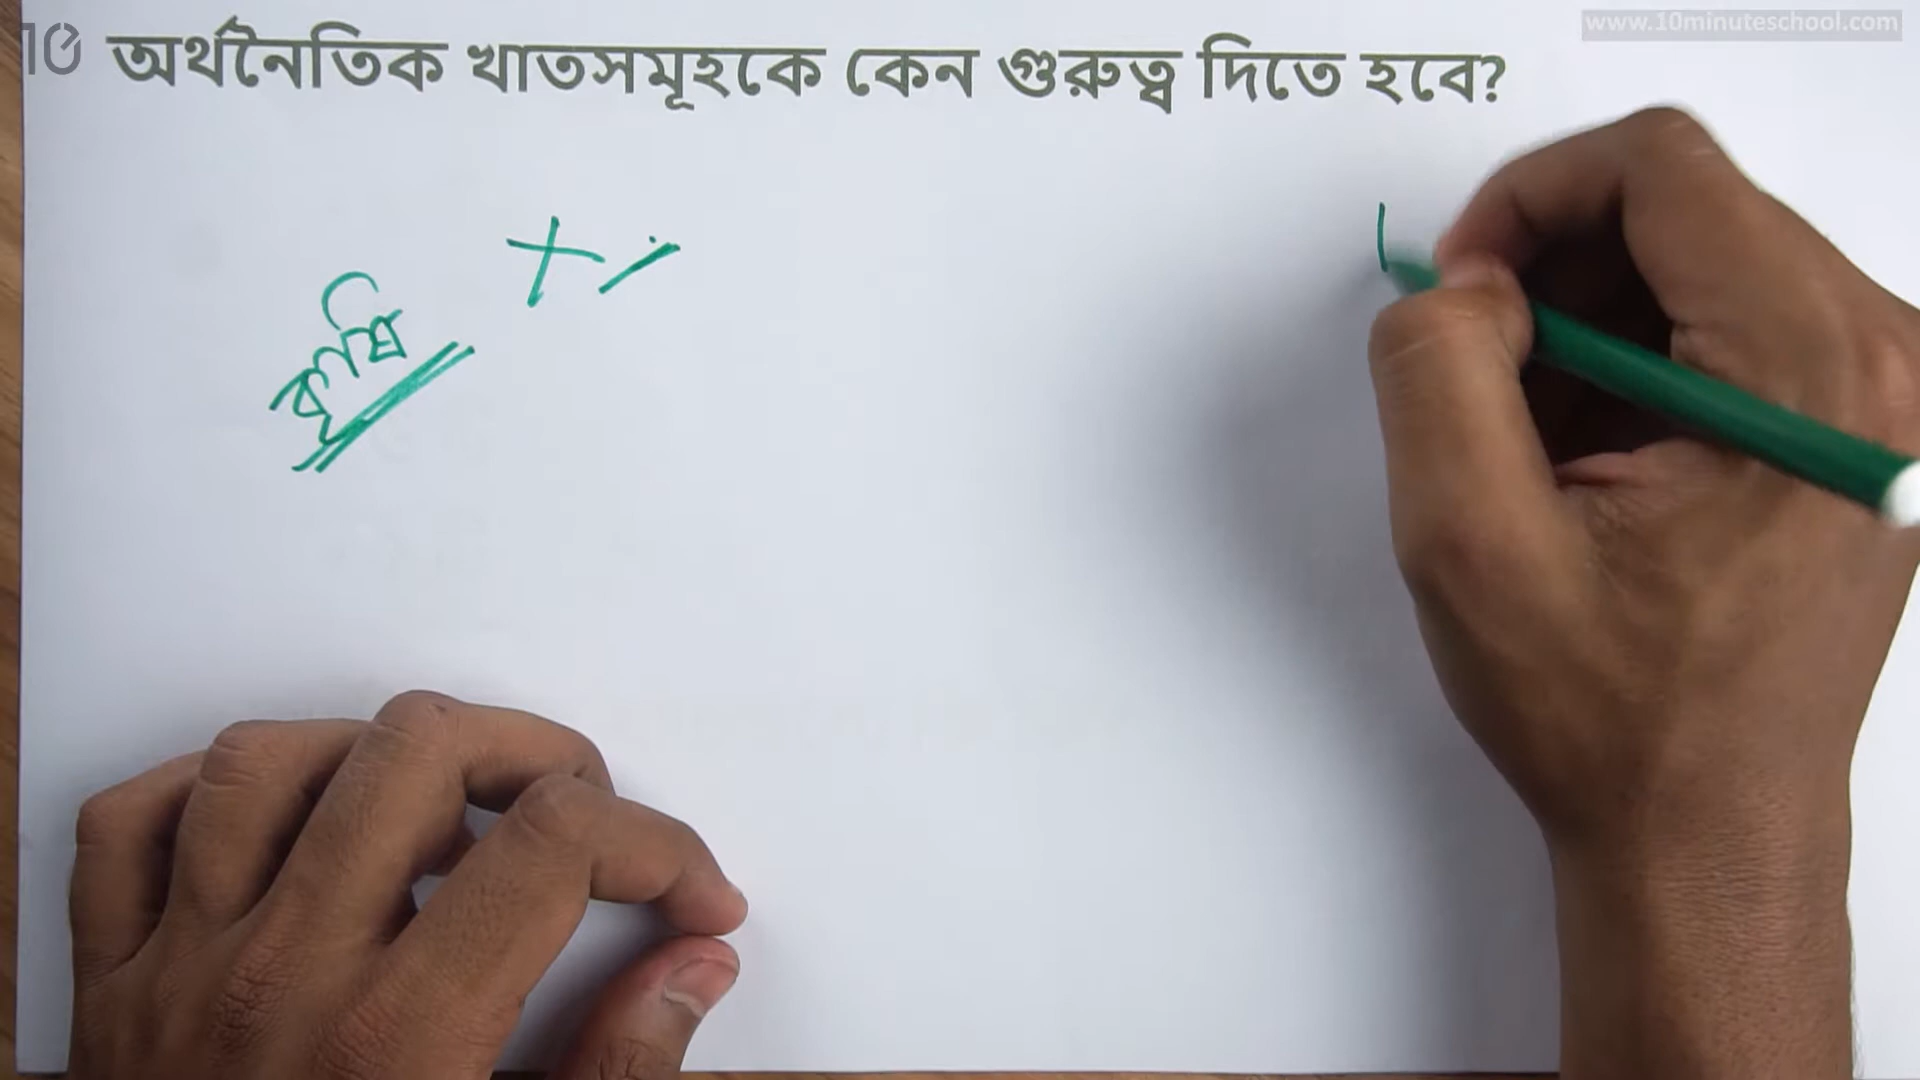 10
www.10minuteschool.com
অর্থনৈতিক খাতসমূহকে কেন গুরুত্ব দিতে হবে?
কৃষি